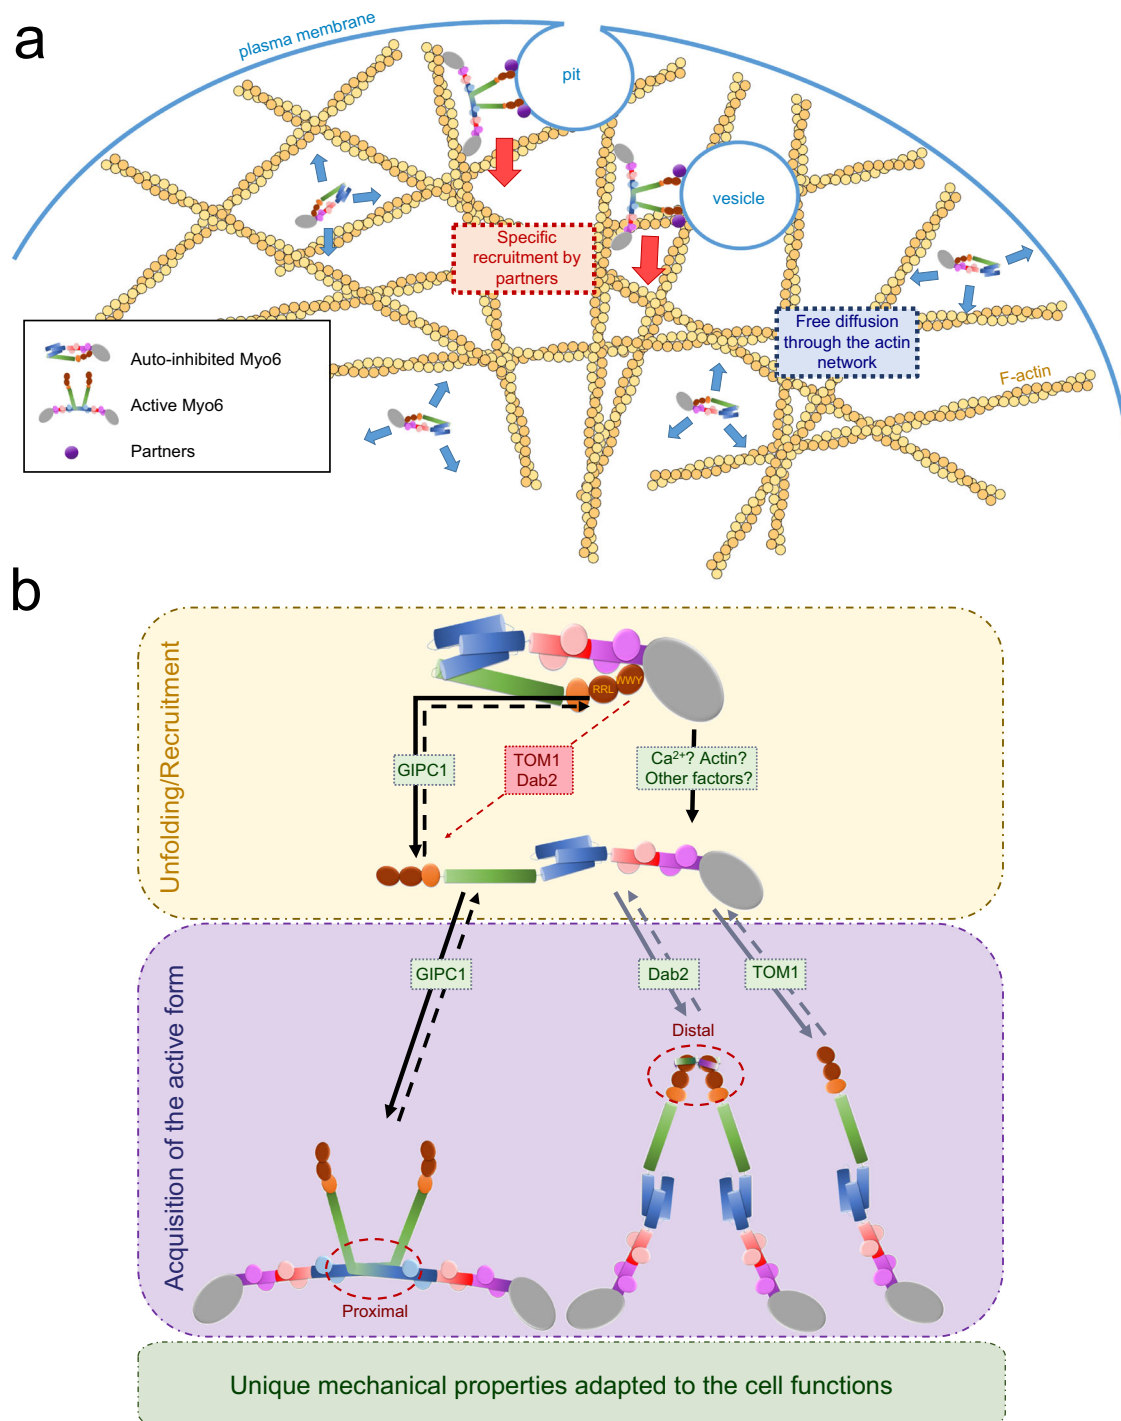 a
plasma membrane
pit
vesicle
Specific
recruitment by
partners
Free diffusion
through the actin
network
F-actin
Auto-inhibited Myo6
Active Myo6
Partners
b
Unfolding/Recruitment
RRL
WWY
GIPC1
TOM1
Dab2
Ca²⁺? Actin?
Other factors?
Acquisition of the active form
GIPC1
Dab2
TOM1
Distal
Proximal
Unique mechanical properties adapted to the cell functions